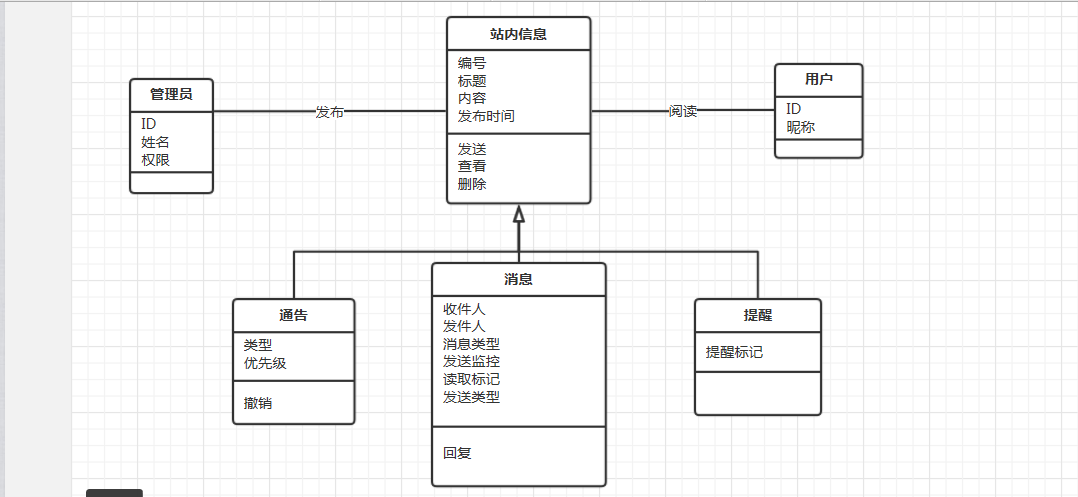 站内信息
编号
标题
内容
发布时间
发送
查看
删除
管理员
ID
姓名
权限
发布
阅读
用户
ID
昵称
通告
类型
优先级
撤销
消息
收件人
发件人
消息类型
发送监控
读取标记
发送类型
回复
提醒
提醒标记